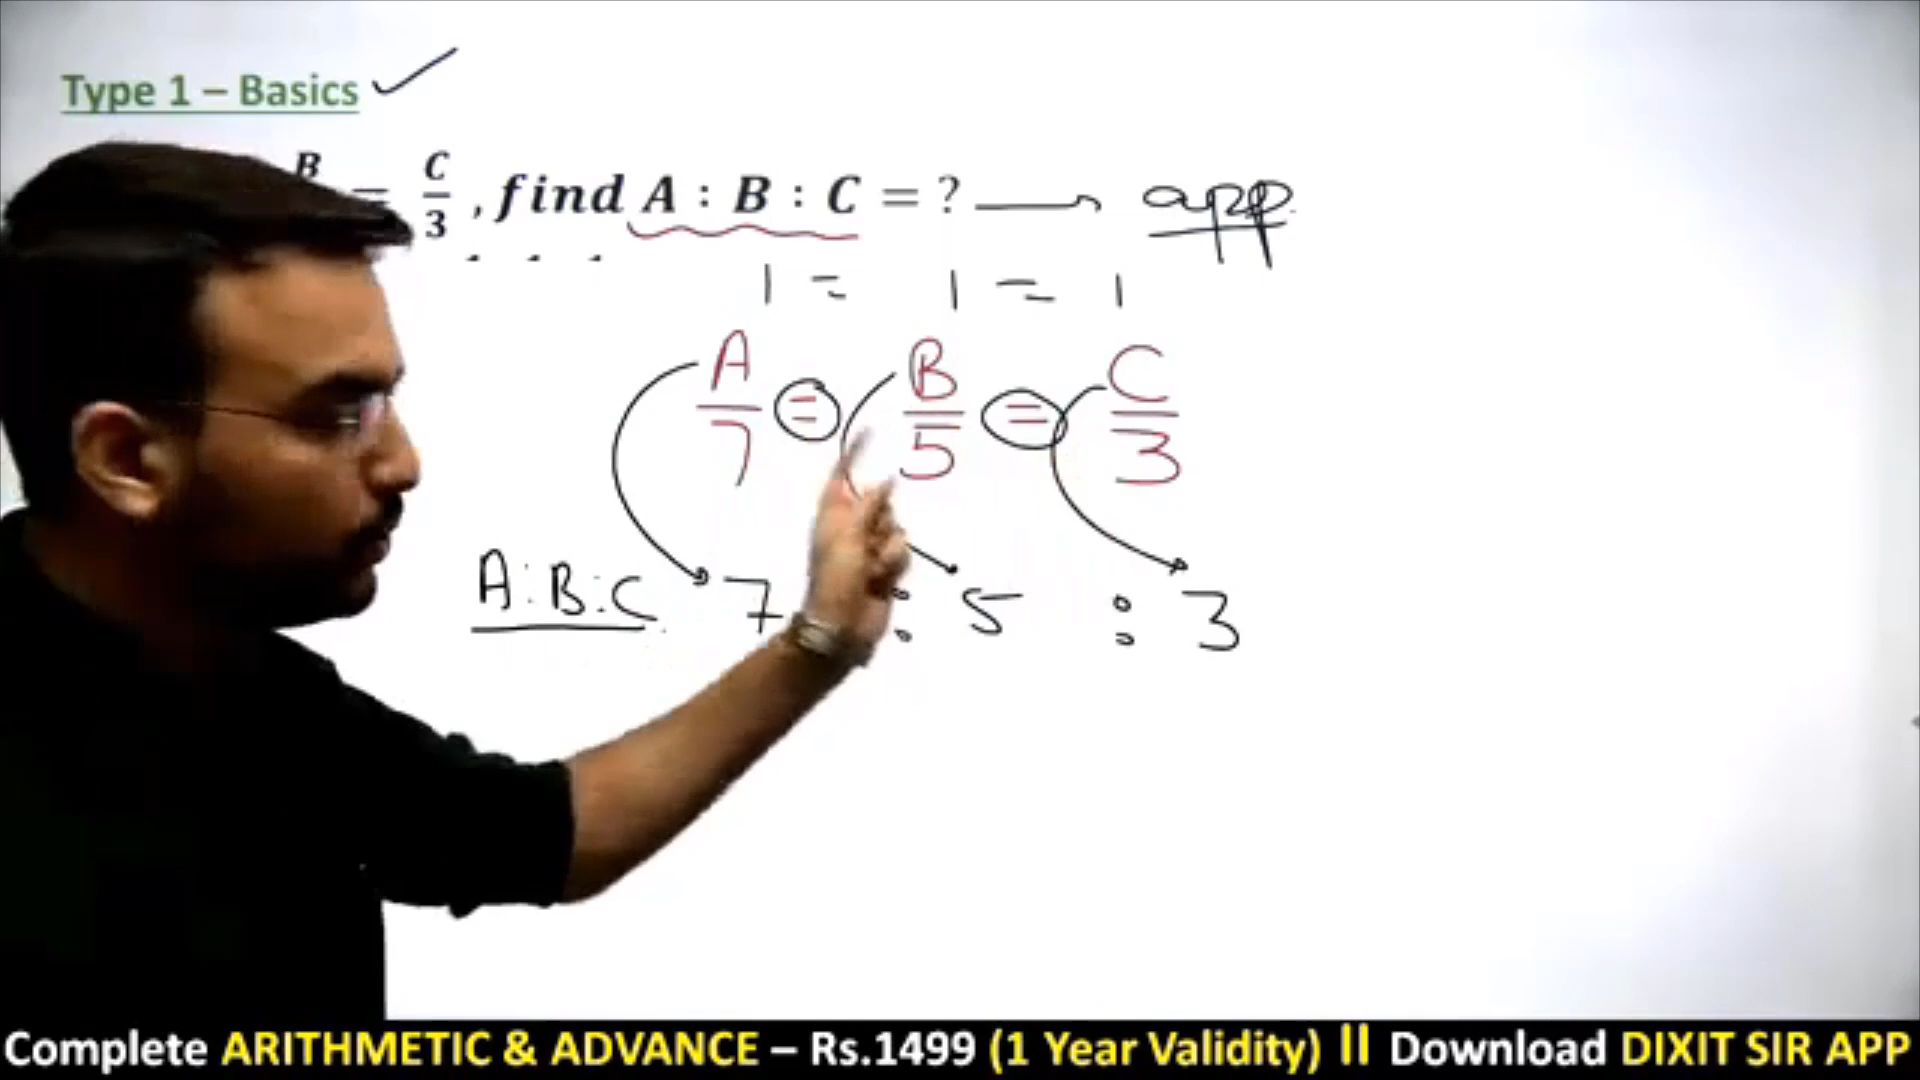 Type 1 – Basics
B = C/3 , find A : B : C = ? app
1 = 1 = 1
A/7 = B/5 = C/3
A:B:C 7 : 5 : 3
Complete ARITHMETIC & ADVANCE – Rs.1499 (1 Year Validity) || Download DIXIT SIR APP